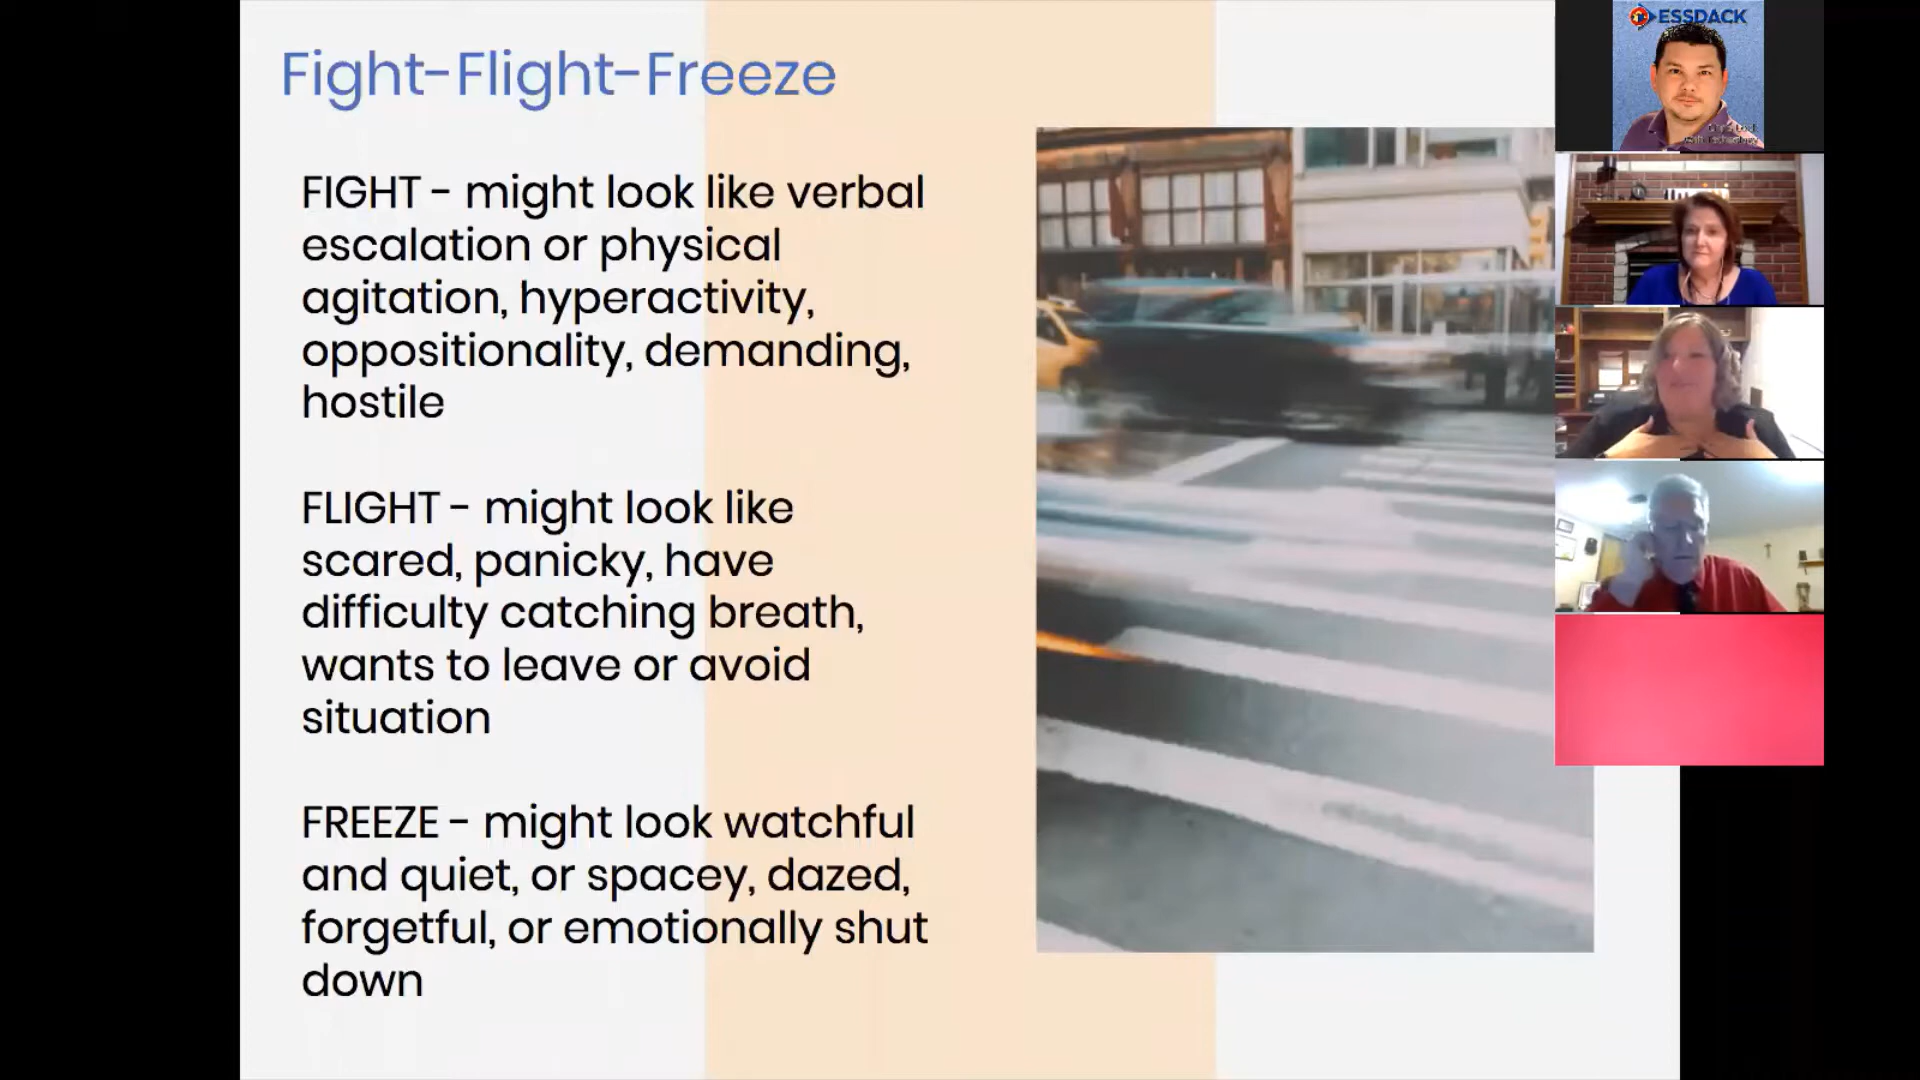 Fight-Flight-Freeze
FIGHT - might look like verbal
escalation or physical
agitation, hyperactivity,
oppositionality, demanding,
hostile
FLIGHT - might look like
scared, panicky, have
difficulty catching breath,
wants to leave or avoid
situation
FREEZE - might look watchful
and quiet, or spacey, dazed,
forgetful, or emotionally shut
down
ESSDACK